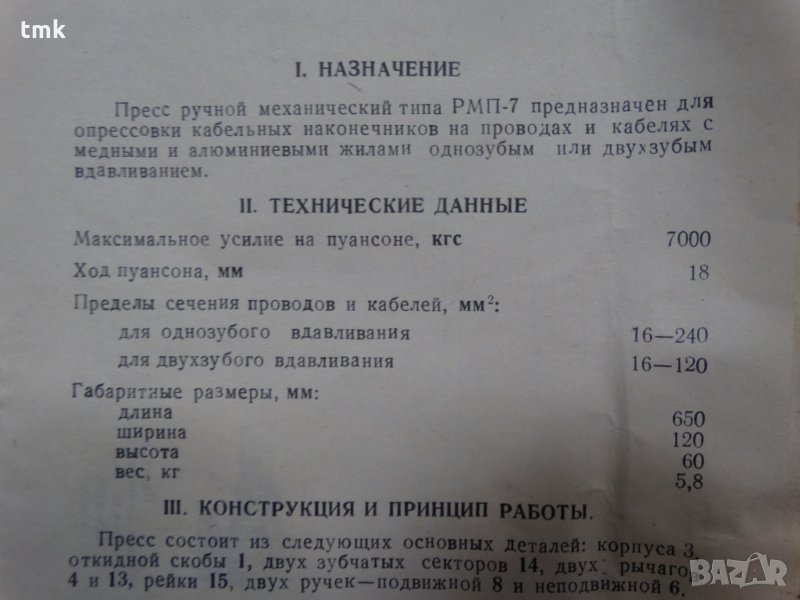 tmk
I. НАЗНАЧЕНИЕ
Пресс ручной механический типа РМП-7 предназначен для
опрессовки кабельных наконечников на проводах и кабелях с
медными и алюминиевыми жилами однозубым или двухзубым
вдавливанием.
II. ТЕХНИЧЕСКИЕ ДАННЫЕ
Максимальное усилие на пуансоне, кгс 7000
Ход пуансона, мм 18
Пределы сечения проводов и кабелей, мм²:
для однозубого вдавливания 16—240
для двухзубого вдавливания 16—120
Габаритные размеры, мм:
длина 650
ширина 120
высота 60
вес, кг 5,8
III. КОНСТРУКЦИЯ И ПРИНЦИП РАБОТЫ.
Пресс состоит из следующих основных деталей: корпуса 3,
откидной скобы 1, двух зубчатых секторов 14, двух рычагов
4 и 13, рейки 15, двух ручек—подвижной 8 и неподвижной 6.
BAZAR